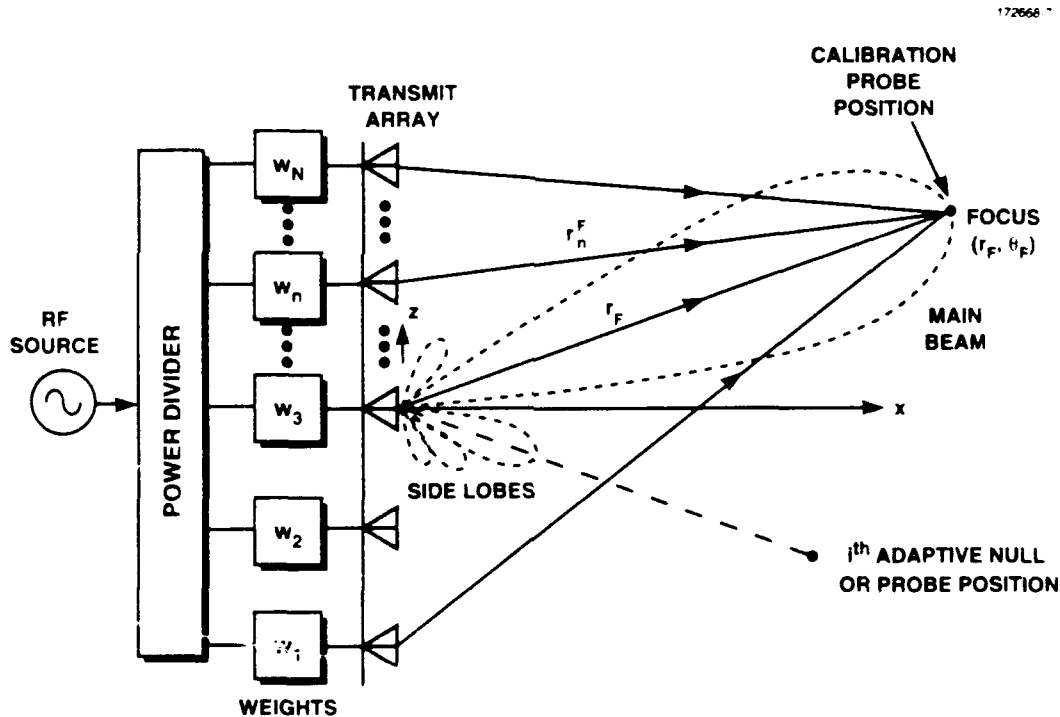 CALIBRATION
PROBE
POSITION
TRANSMIT
ARRAY
w_N
r_n^F
FOCUS
(r_F, θ_F)
w_n
r_F
z
MAIN
BEAM
RF
SOURCE
POWER DIVIDER
w_3
x
SIDE LOBES
w_2
i^th ADAPTIVE NULL
OR PROBE POSITION
w_1
WEIGHTS